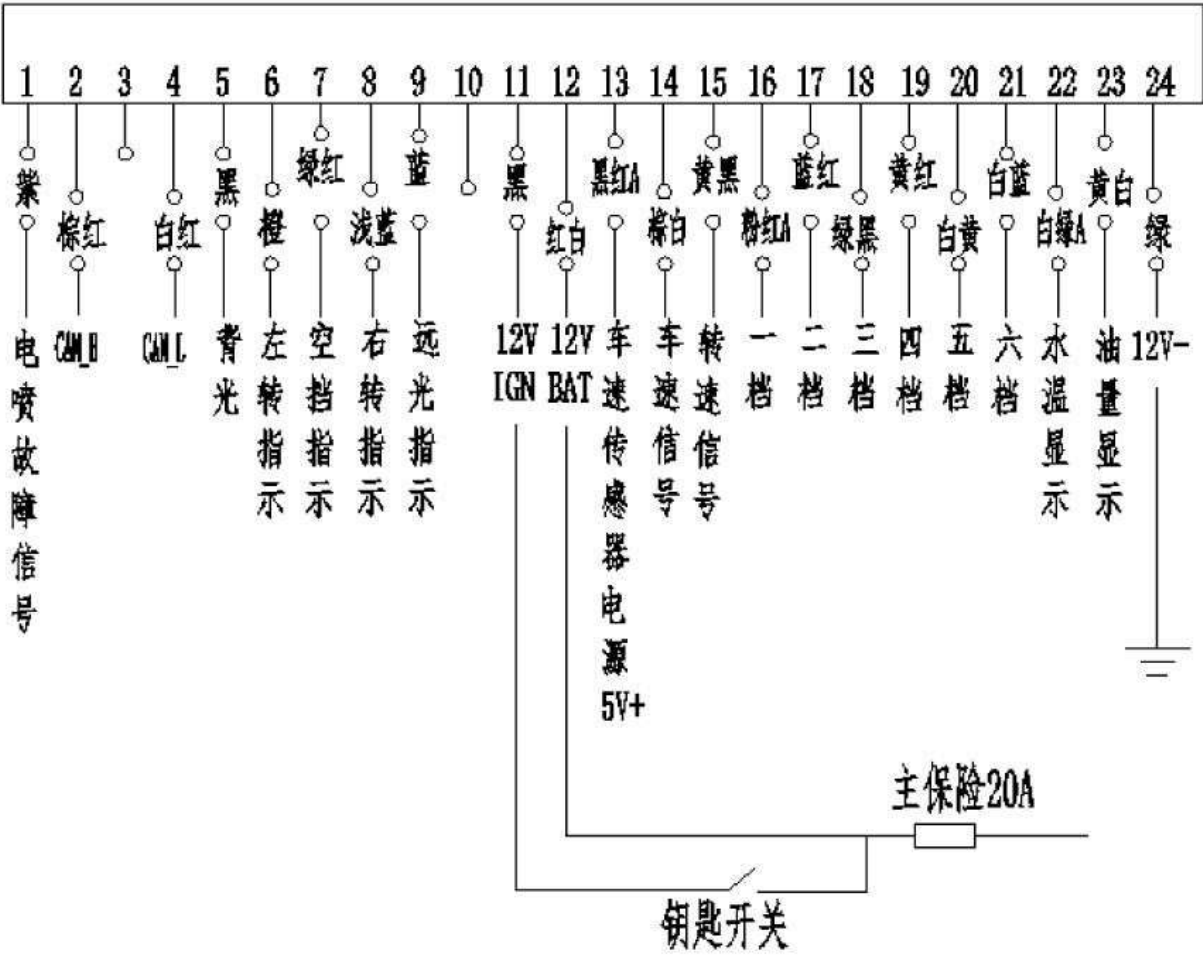 1 2 3 4 5 6 7 8 9 10 11 12 13 14 15 16 17 18 19 20 21 22 23 24
紫
棕红
白红
黑
橙
绿红
浅蓝
蓝
黑
红白
黑红A
棕白
黄黑
粉红A
蓝红
绿黑
黄红
白黄
白蓝
白绿A
黄白
绿
电喷故障信号
CAN_H
CAN_L
背光
左转指示
空挡指示
右转指示
远光指示
12V
IGN
12V
BAT
车速传感器电源
5V+
车速信号
转速信号
一档
二档
三档
四档
五档
六档
水温显示
油量显示
12V-
主保险20A
钥匙开关